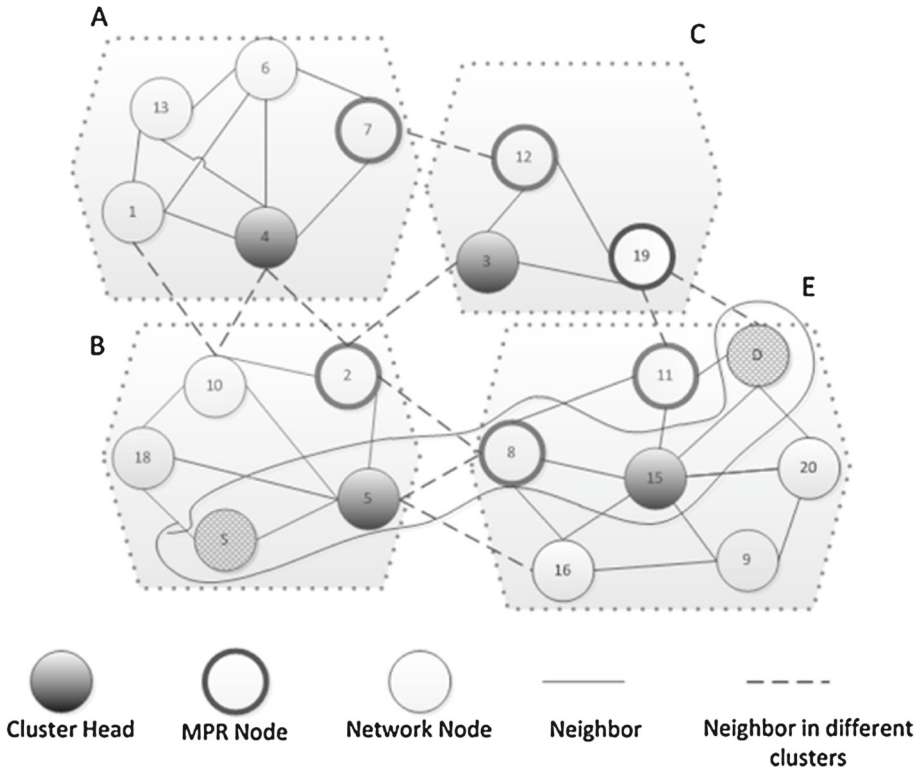 A
C
6
13
7
12
1
4
3
19
E
B
D
10
2
11
18
8
5
15
20
S
16
9
Cluster Head
MPR Node
Network Node
Neighbor
Neighbor in different
clusters